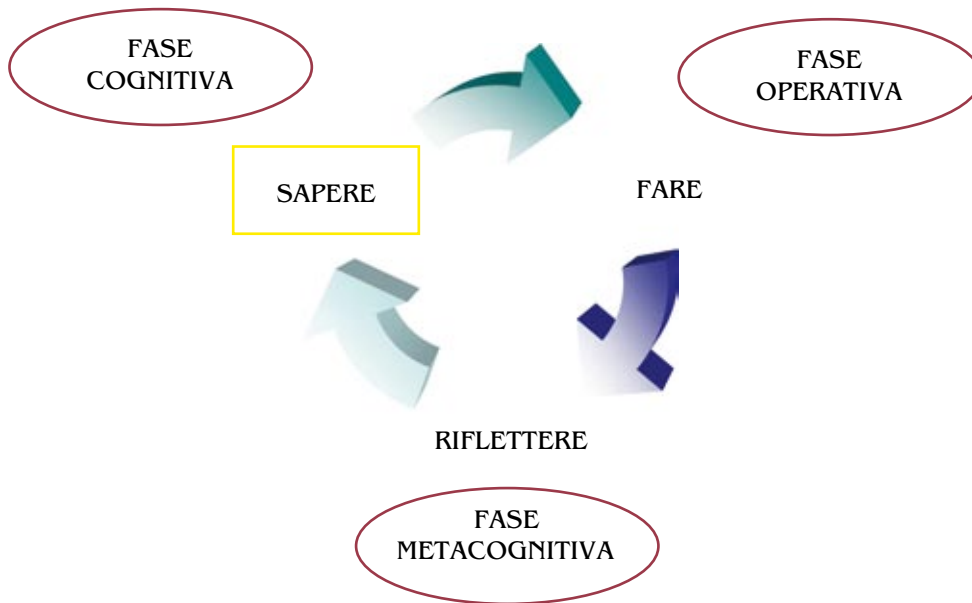 FASE
COGNITIVA
FASE
OPERATIVA
SAPERE
FARE
RIFLETTERE
FASE
METACOGNITIVA